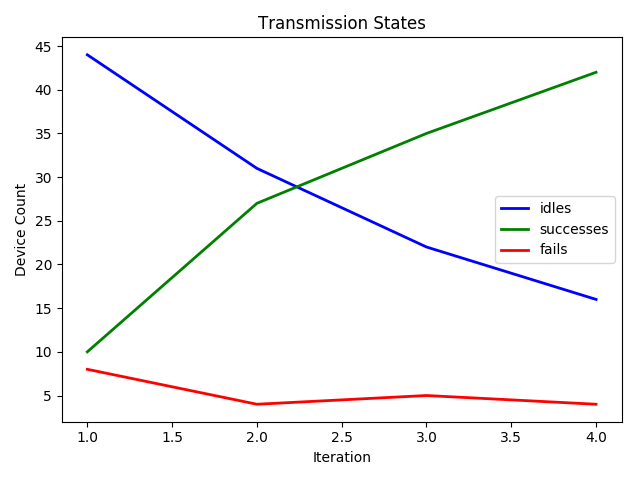 Transmission States
45
40
35
30
25
20
15
10
5
Device Count
idles
successes
fails
1.0 1.5 2.0 2.5 3.0 3.5 4.0
Iteration